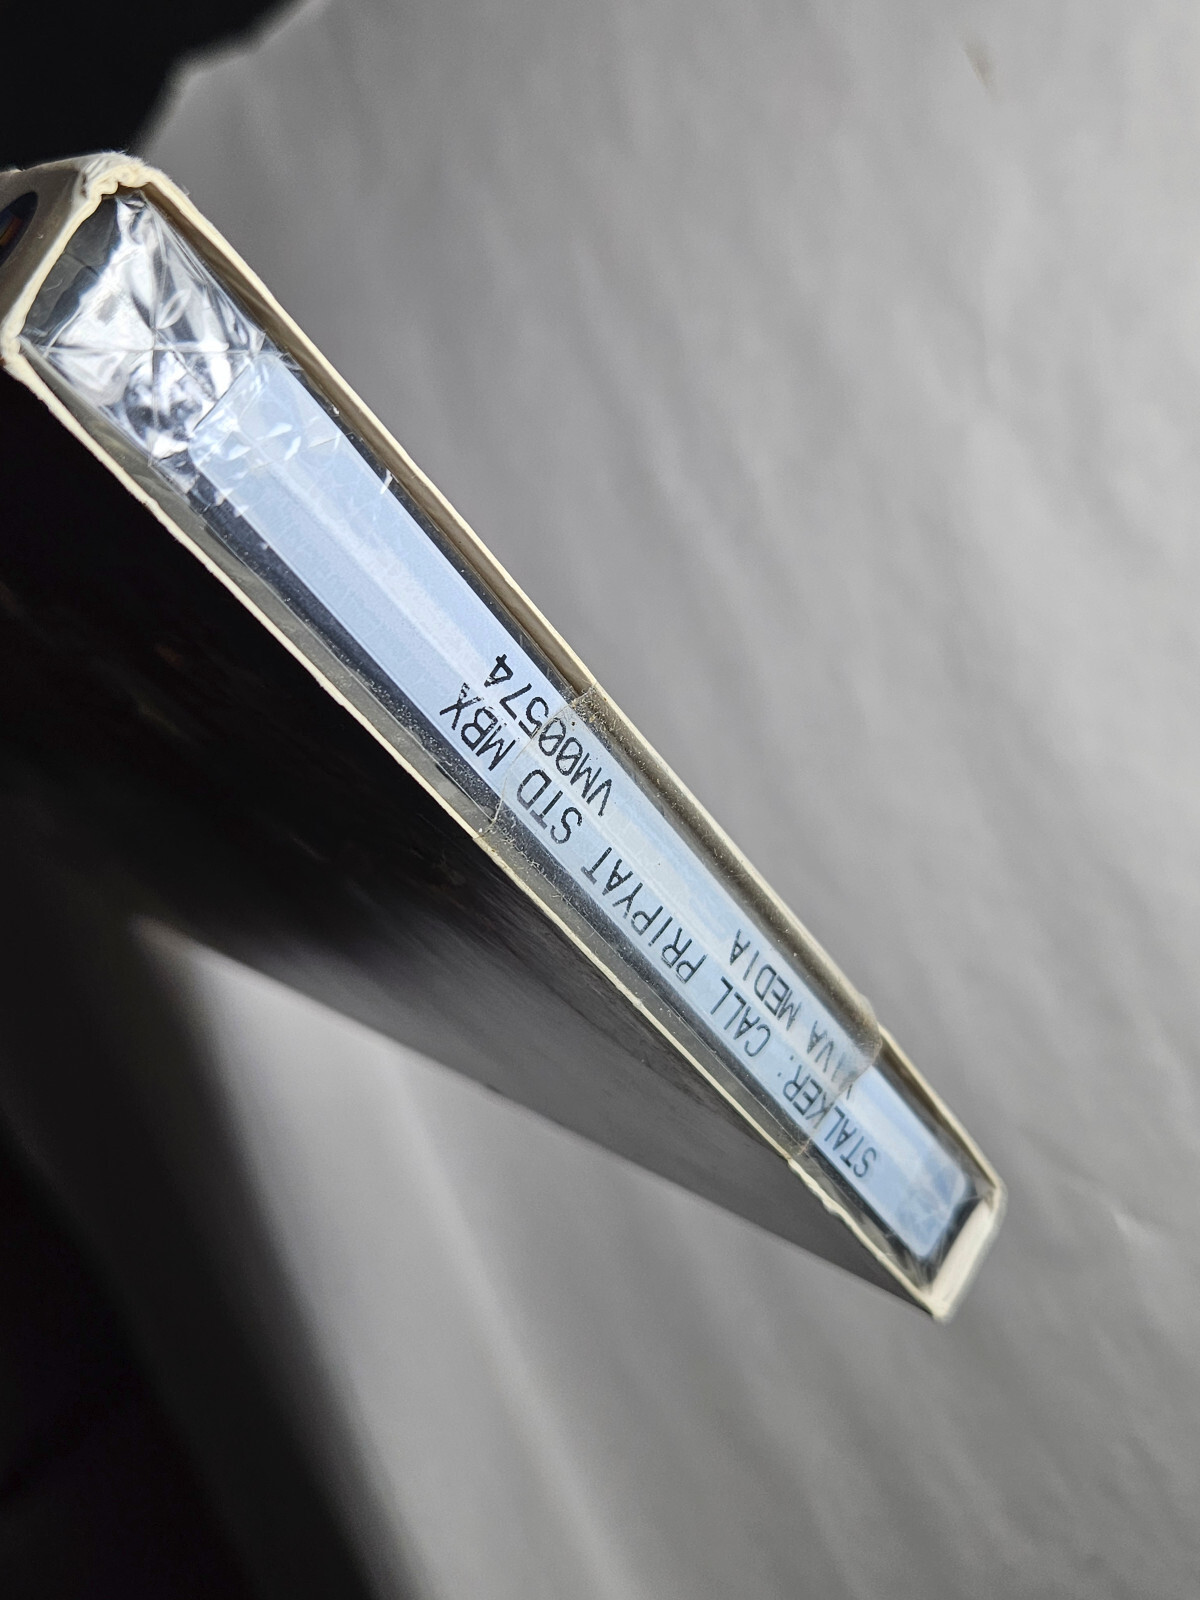 STALKER: CALL PRIPYAT STD MBX
VIVA MEDIA VM00574